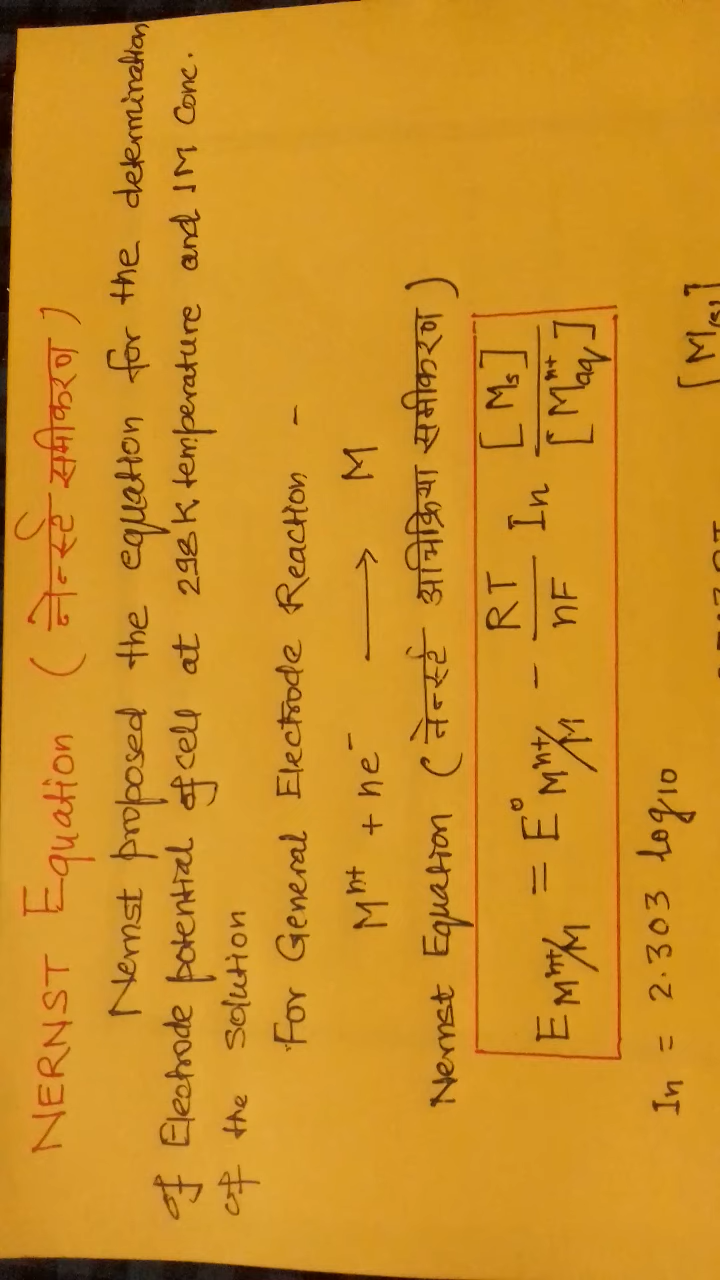 NERNST Equation (नेर्न्स्ट समीकरण)
Nernst proposed the equation for the determination
of Electrode potential of cell at 298 K temperature and 1M Conc.
of the solution
For General Electrode Reaction -
Mⁿ⁺ + ne⁻ ⟶ M
Nernst Equation (नेर्न्स्ट अभिक्रिया समीकरण)
E Mⁿ⁺/M = E° Mⁿ⁺/M - RT/nF In [Ms]/[Mⁿ⁺aq]
In = 2.303 log10
[M(s)]